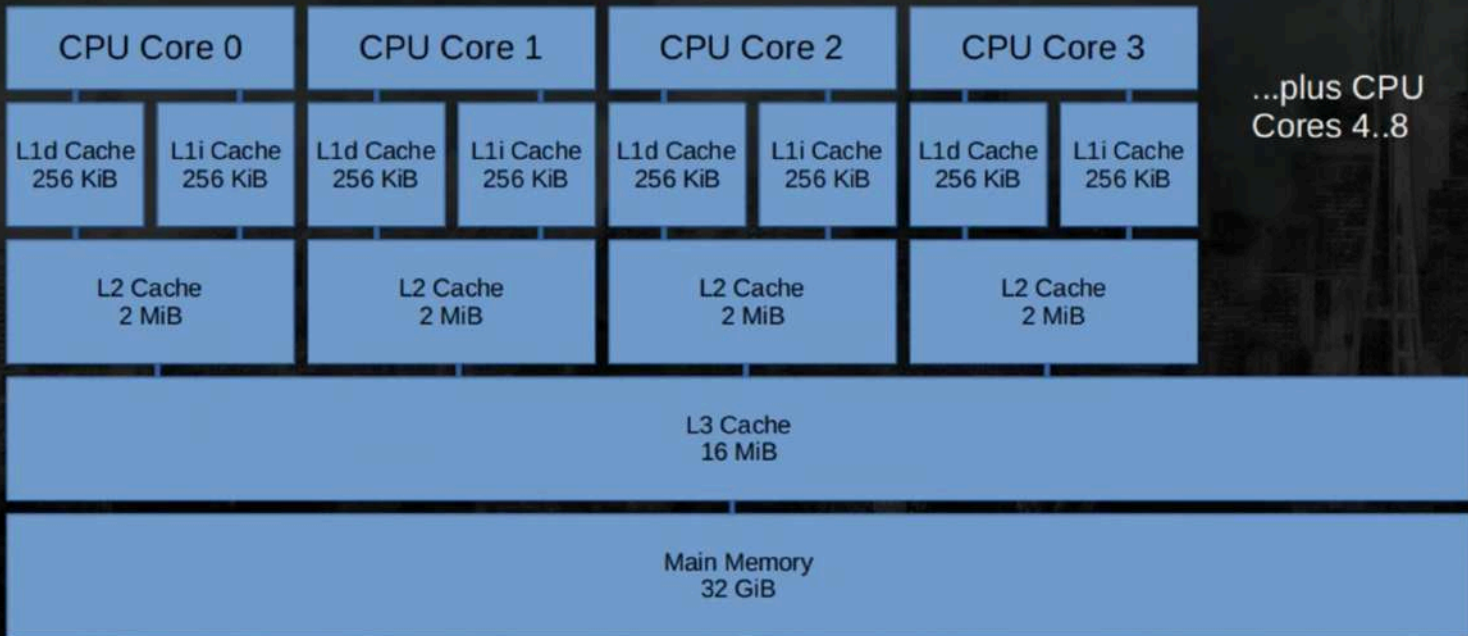 CPU Core 0
CPU Core 1
CPU Core 2
CPU Core 3
...plus CPU
Cores 4..8
L1d Cache
256 KiB
L1i Cache
256 KiB
L1d Cache
256 KiB
L1i Cache
256 KiB
L1d Cache
256 KiB
L1i Cache
256 KiB
L1d Cache
256 KiB
L1i Cache
256 KiB
L2 Cache
2 MiB
L2 Cache
2 MiB
L2 Cache
2 MiB
L2 Cache
2 MiB
L3 Cache
16 MiB
Main Memory
32 GiB